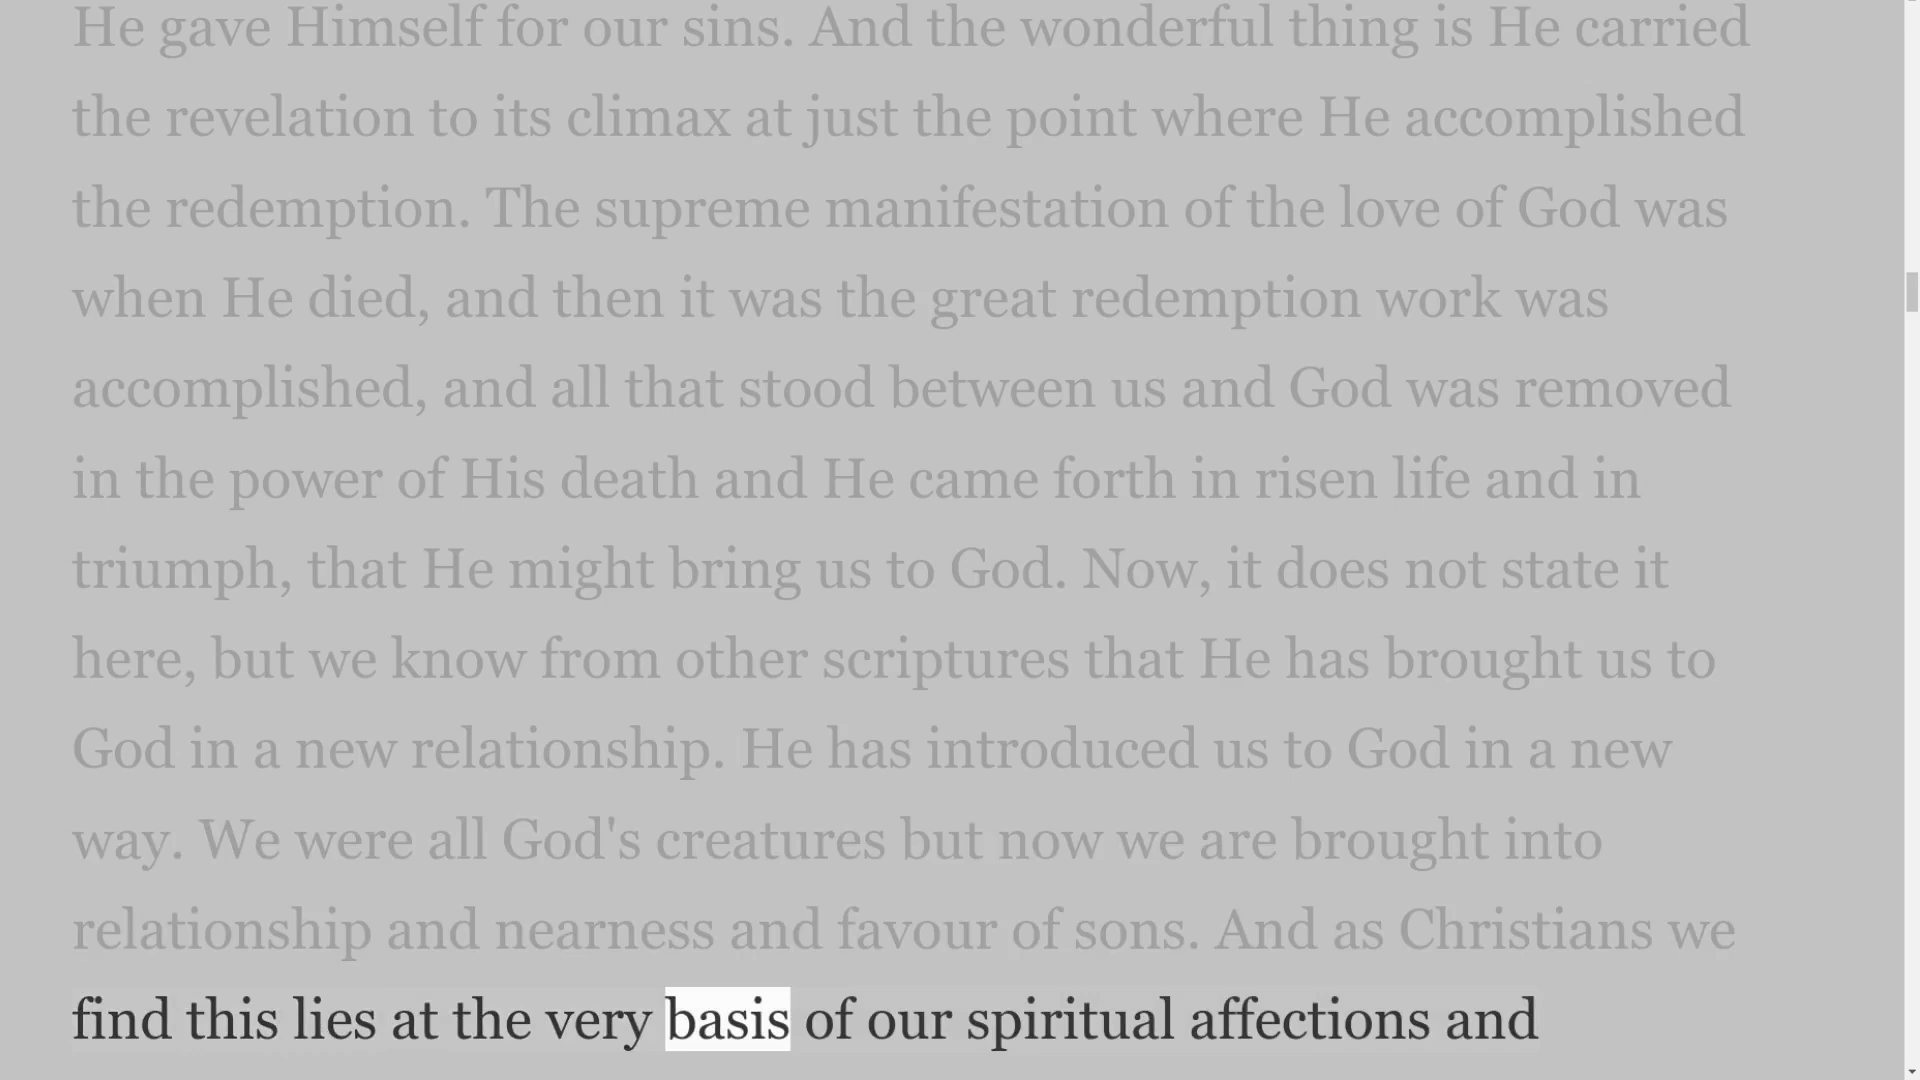 He gave Himself for our sins. And the wonderful thing is He carried
the revelation to its climax at just the point where He accomplished
the redemption. The supreme manifestation of the love of God was
when He died, and then it was the great redemption work was
accomplished, and all that stood between us and God was removed
in the power of His death and He came forth in risen life and in
triumph, that He might bring us to God. Now, it does not state it
here, but we know from other scriptures that He has brought us to
God in a new relationship. He has introduced us to God in a new
way. We were all God's creatures but now we are brought into
relationship and nearness and favour of sons. And as Christians we
find this lies at the very basis of our spiritual affections and